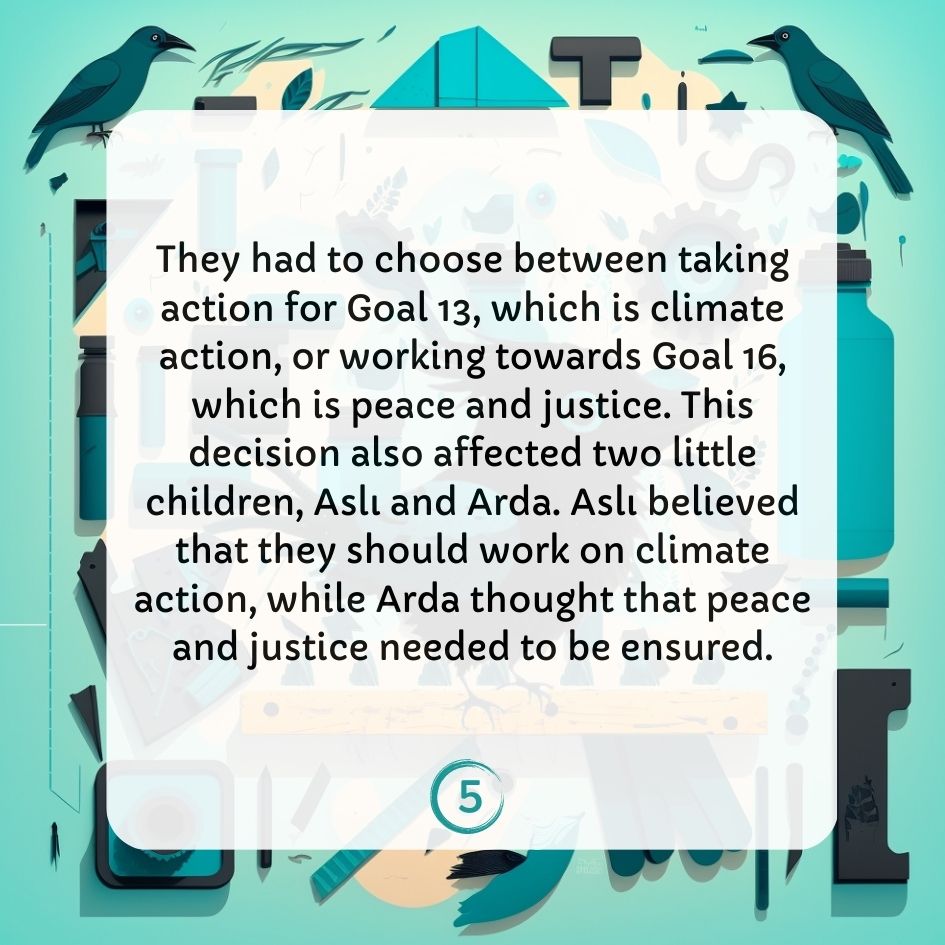 They had to choose between taking
action for Goal 13, which is climate
action, or working towards Goal 16,
which is peace and justice. This
decision also affected two little
children, Aslı and Arda. Aslı believed
that they should work on climate
action, while Arda thought that peace
and justice needed to be ensured.
5